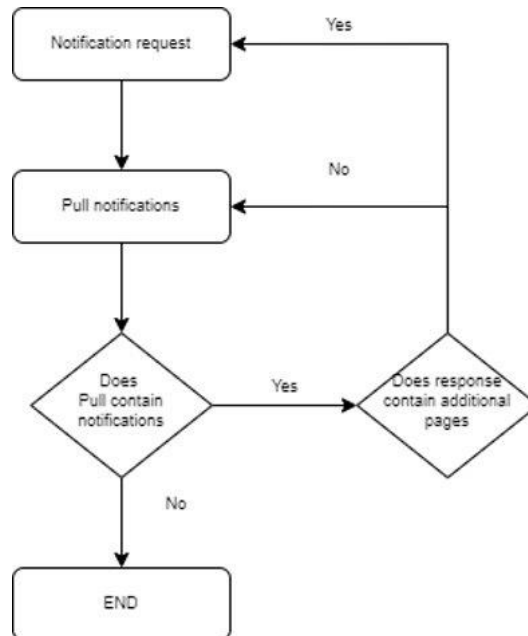 Notification request
Yes
No
Pull notifications
Does
Pull contain
notifications
Yes
Does response
contain additional
pages
No
END